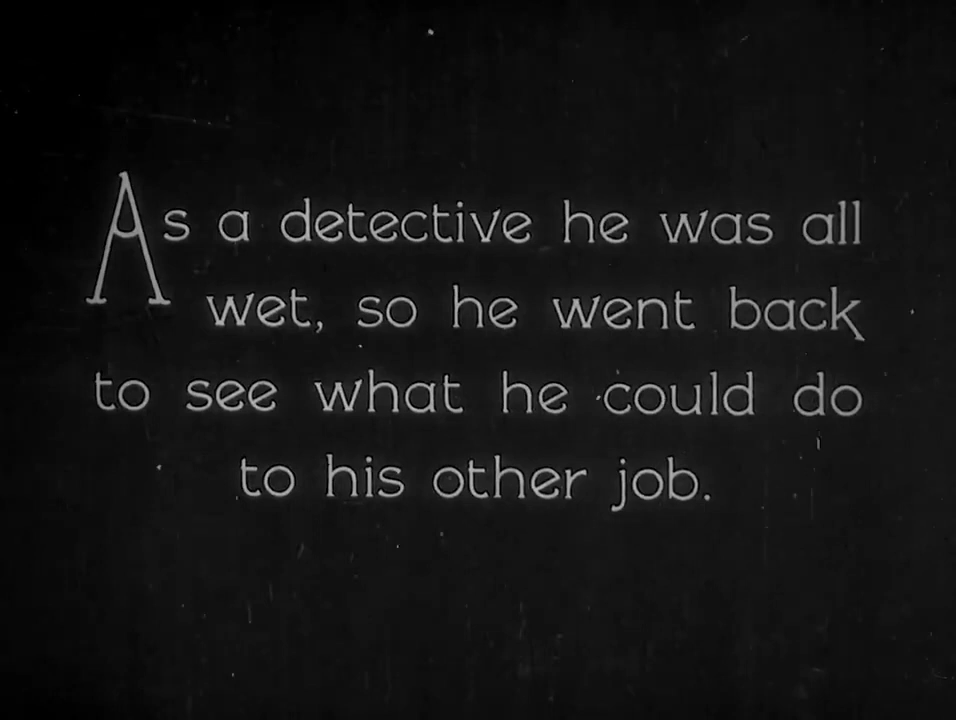 As a detective he was all
wet, so he went back
to see what he could do
to his other job.